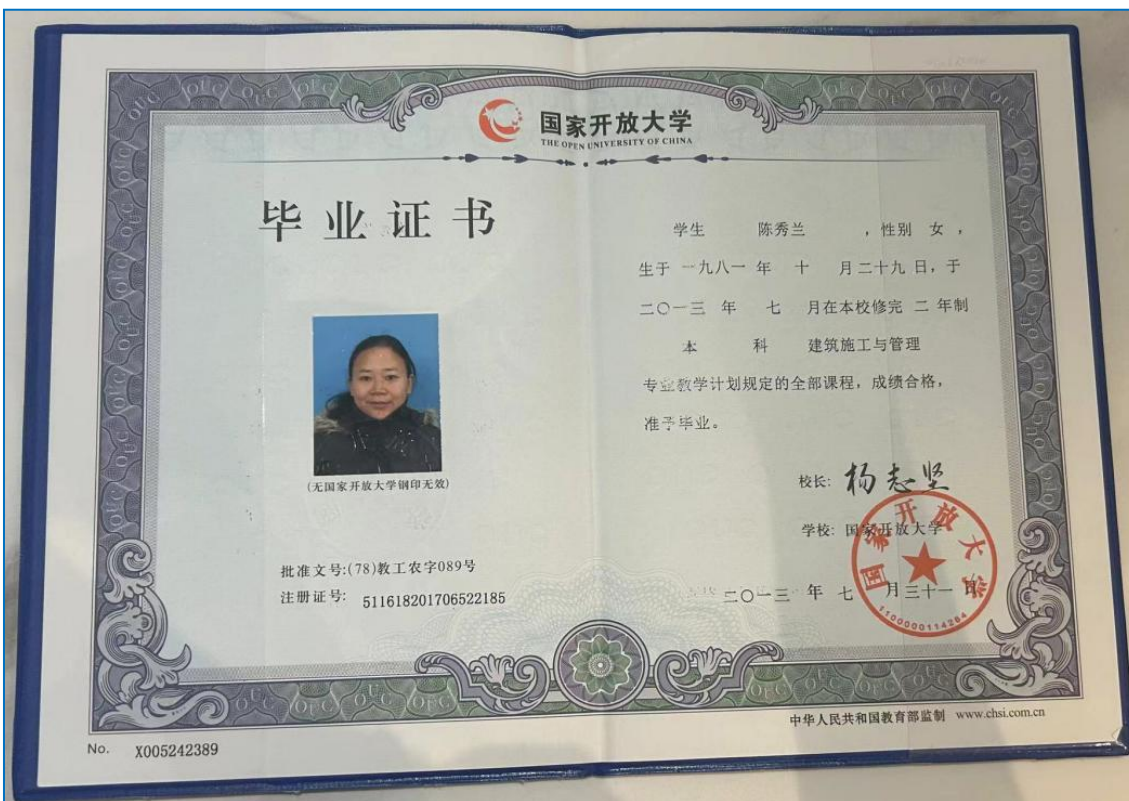 国家开放大学
THE OPEN UNIVERSITY OF CHINA
毕业证书
(无国家开放大学钢印无效)
批准文号:(78)教工农字089号
注册证号: 511618201706522185
学生 陈秀兰 ,性别 女 ,
生于 一九八一 年 十 月二十九 日,于
二〇一三 年 七 月在本校修完 二 年制
本 科 建筑施工与管理
专业教学计划规定的全部课程,成绩合格,
准予毕业。
校长: 杨志坚
学校: 国家开放大学
国家开放大学
二〇一三 年 七 月三十一 日
1100000114264
中华人民共和国教育部监制 www.chsi.com.cn
No. X005242389